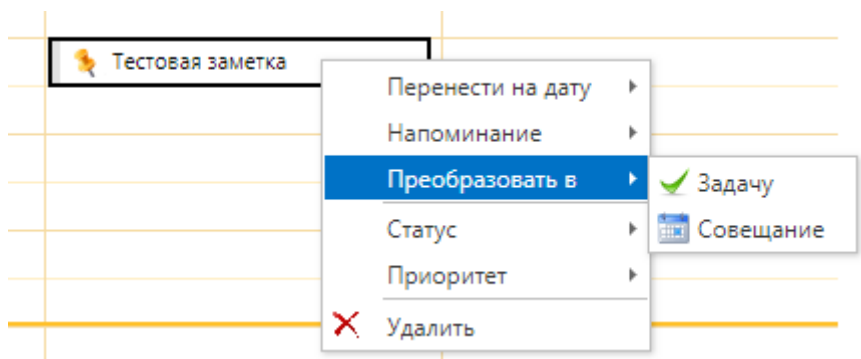 Тестовая заметка
Перенести на дату
Напоминание
Преобразовать в
Задачу
Совещание
Статус
Приоритет
Удалить